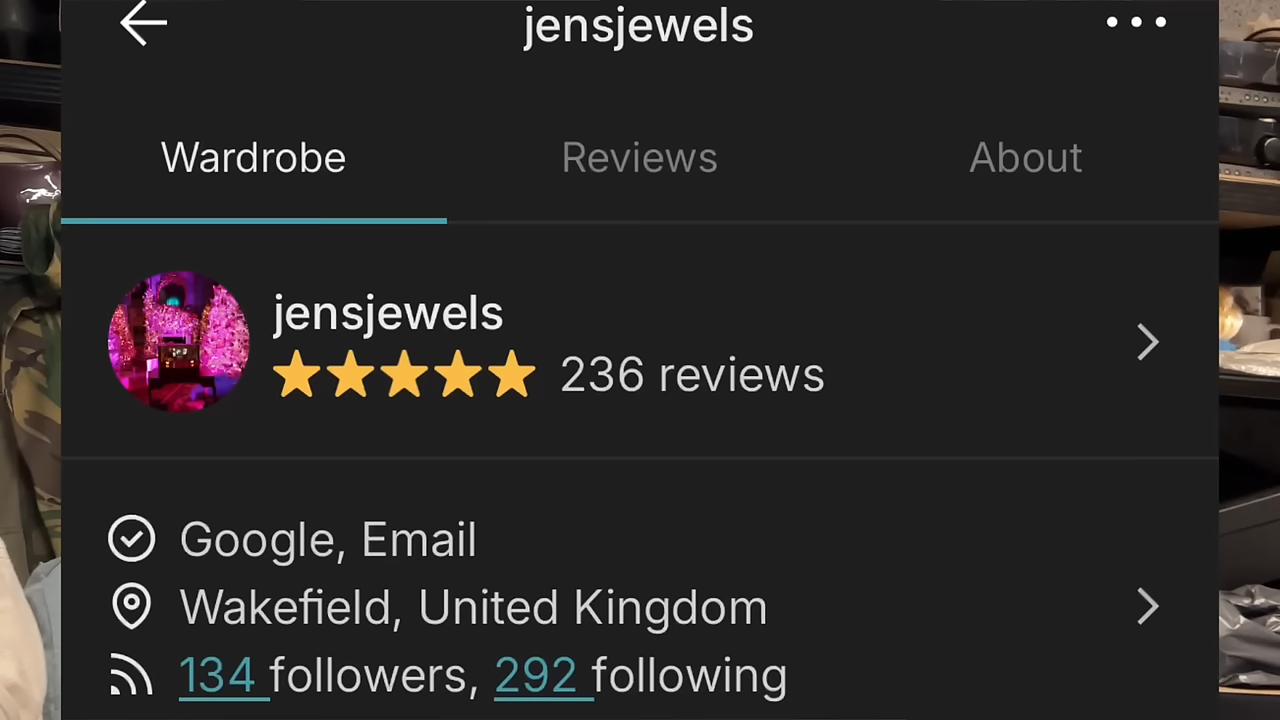 jensjewels
Wardrobe Reviews About
jensjewels
236 reviews
Google, Email
Wakefield, United Kingdom
134 followers, 292 following